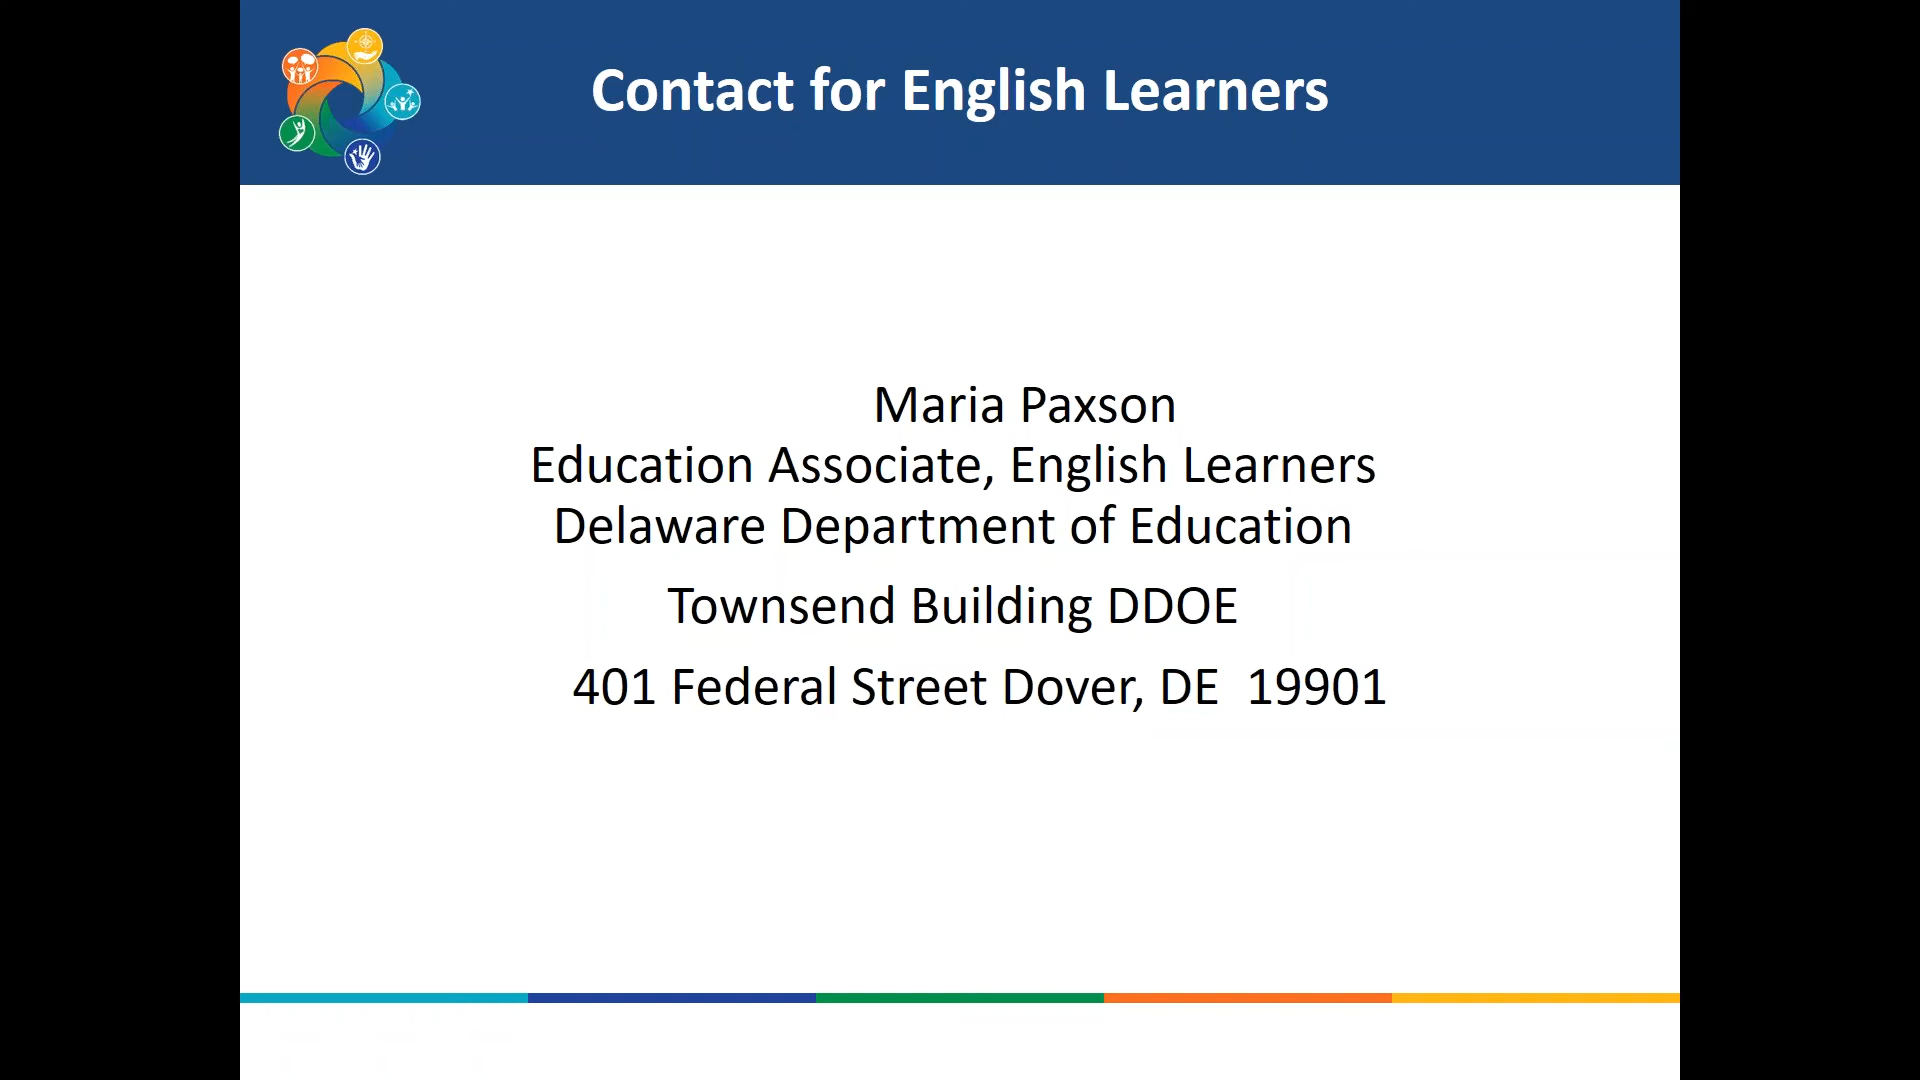 Contact for English Learners
Maria Paxson
Education Associate, English Learners
Delaware Department of Education
Townsend Building DDOE
401 Federal Street Dover, DE  19901